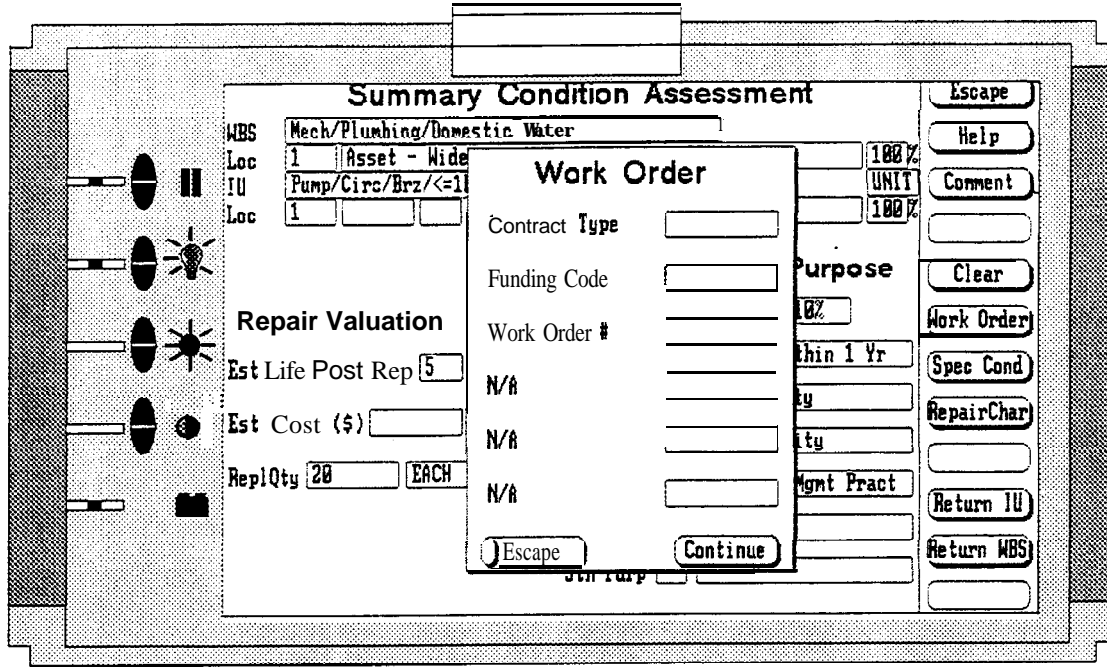 Summary Condition Assessment
WBS Mech/Plumbing/Domestic Water
Loc 1 Asset - Wide 100 %
IU Pump/Circ/Brz/<=1 UNIT
Loc 1 100 %
Repair Valuation
Est Life Post Rep 5
Est Cost ($)
ReplQty 20 EACH
Purpose
10%
thin 1 Yr
ty
ity
Mgmt Pract
Work Order
Contract Type
Funding Code
Work Order #
N/A
N/A
N/A
Escape Continue
Escape
Help
Comment
Clear
Work Order
Spec Cond
RepairChar
Return IU
Return WBS